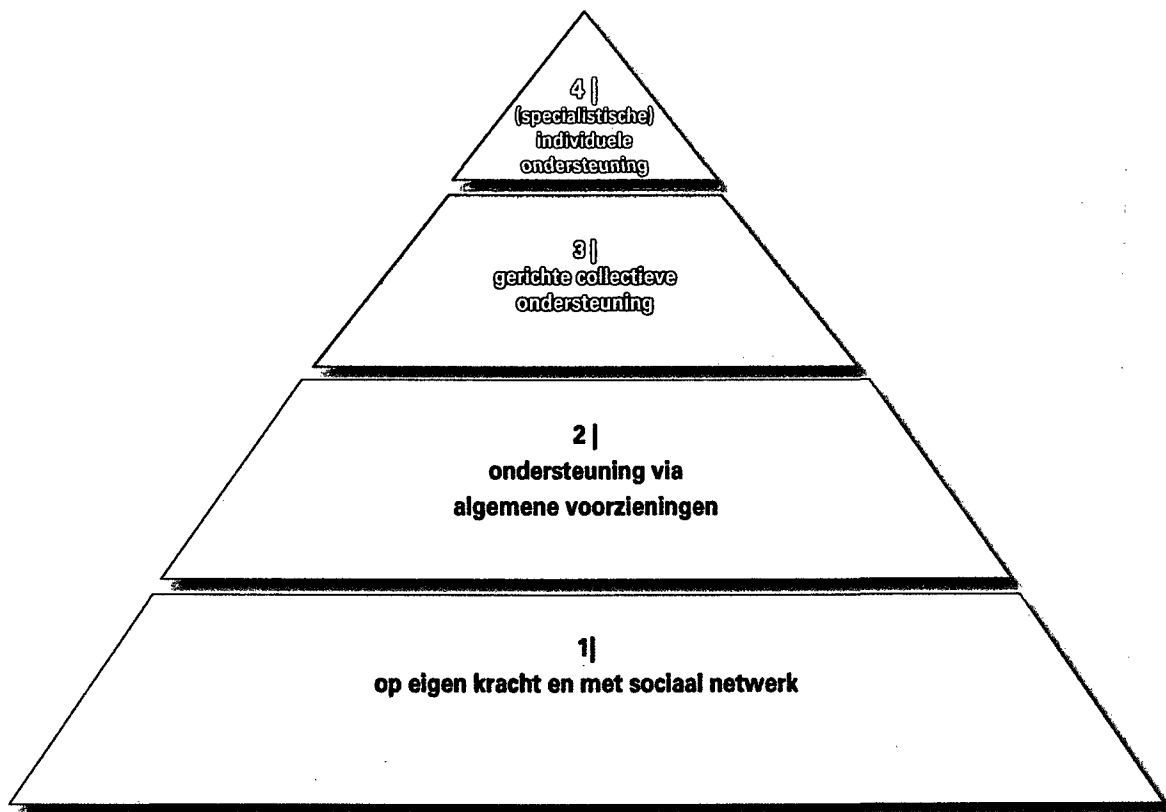 4 |
(specialistische)
individuele
ondersteuning
3 |
gerichte collectieve
ondersteuning
2 |
ondersteuning via
algemene voorzieningen
1|
op eigen kracht en met sociaal netwerk